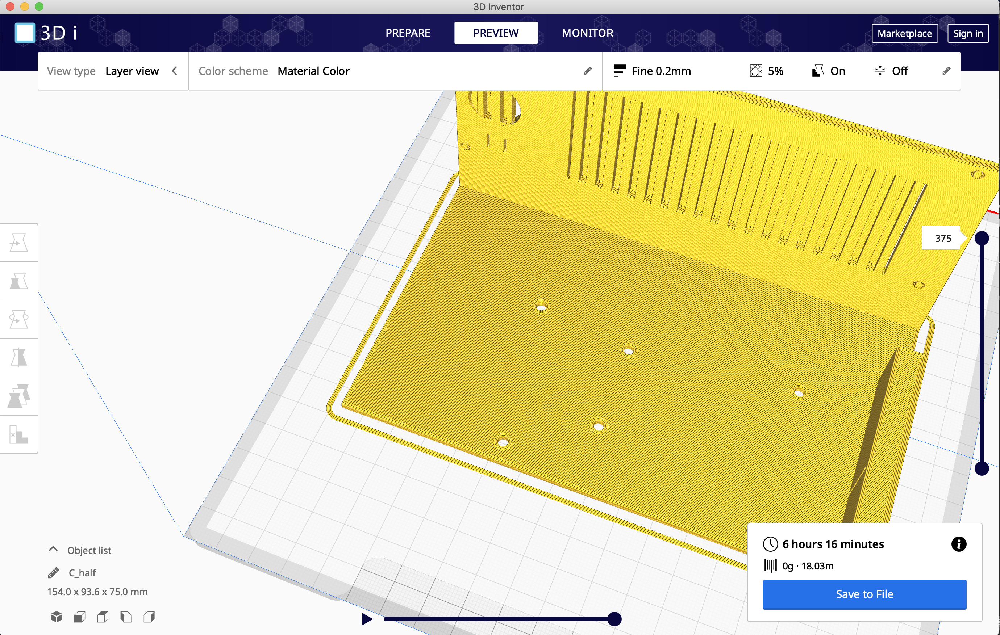 3D Inventor
3D i
PREPARE
PREVIEW
MONITOR
Marketplace
Sign in
View type Layer view
Color scheme Material Color
Fine 0.2mm
5%
On
Off
375
Object list
C_half
154.0 x 93.6 x 75.0 mm
6 hours 16 minutes
0g · 18.03m
Save to File